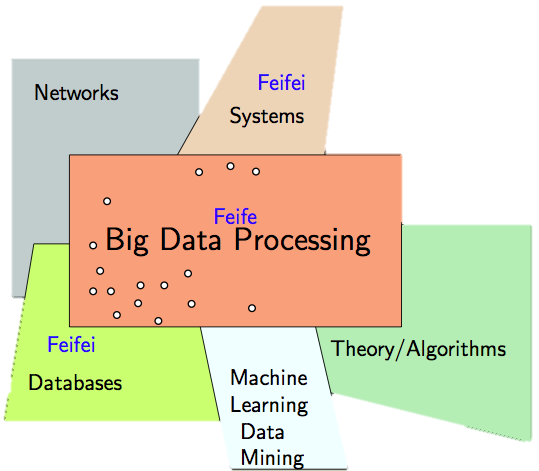 Feifei
Systems
Networks
Feife
Big Data Processing
Feifei
Databases
Theory/Algorithms
Machine
Learning
Data
Mining